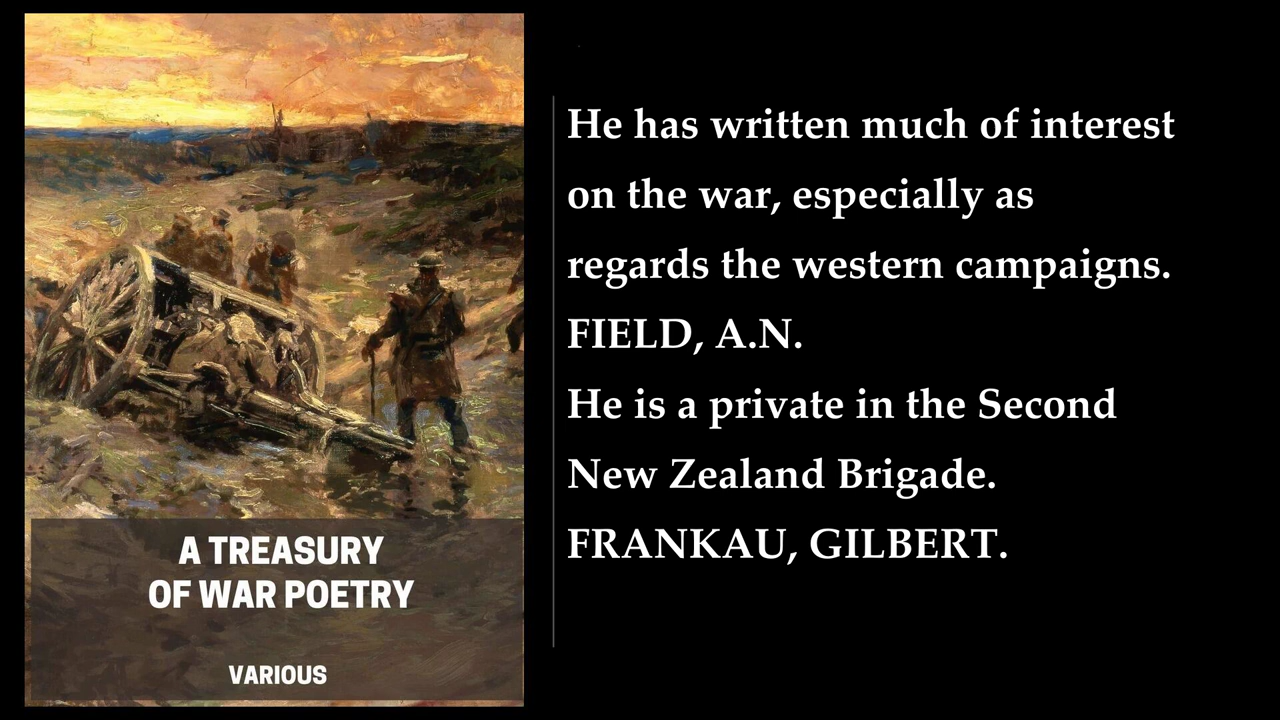 A TREASURY
OF WAR POETRY
VARIOUS
He has written much of interest
on the war, especially as
regards the western campaigns.
FIELD, A.N.
He is a private in the Second
New Zealand Brigade.
FRANKAU, GILBERT.